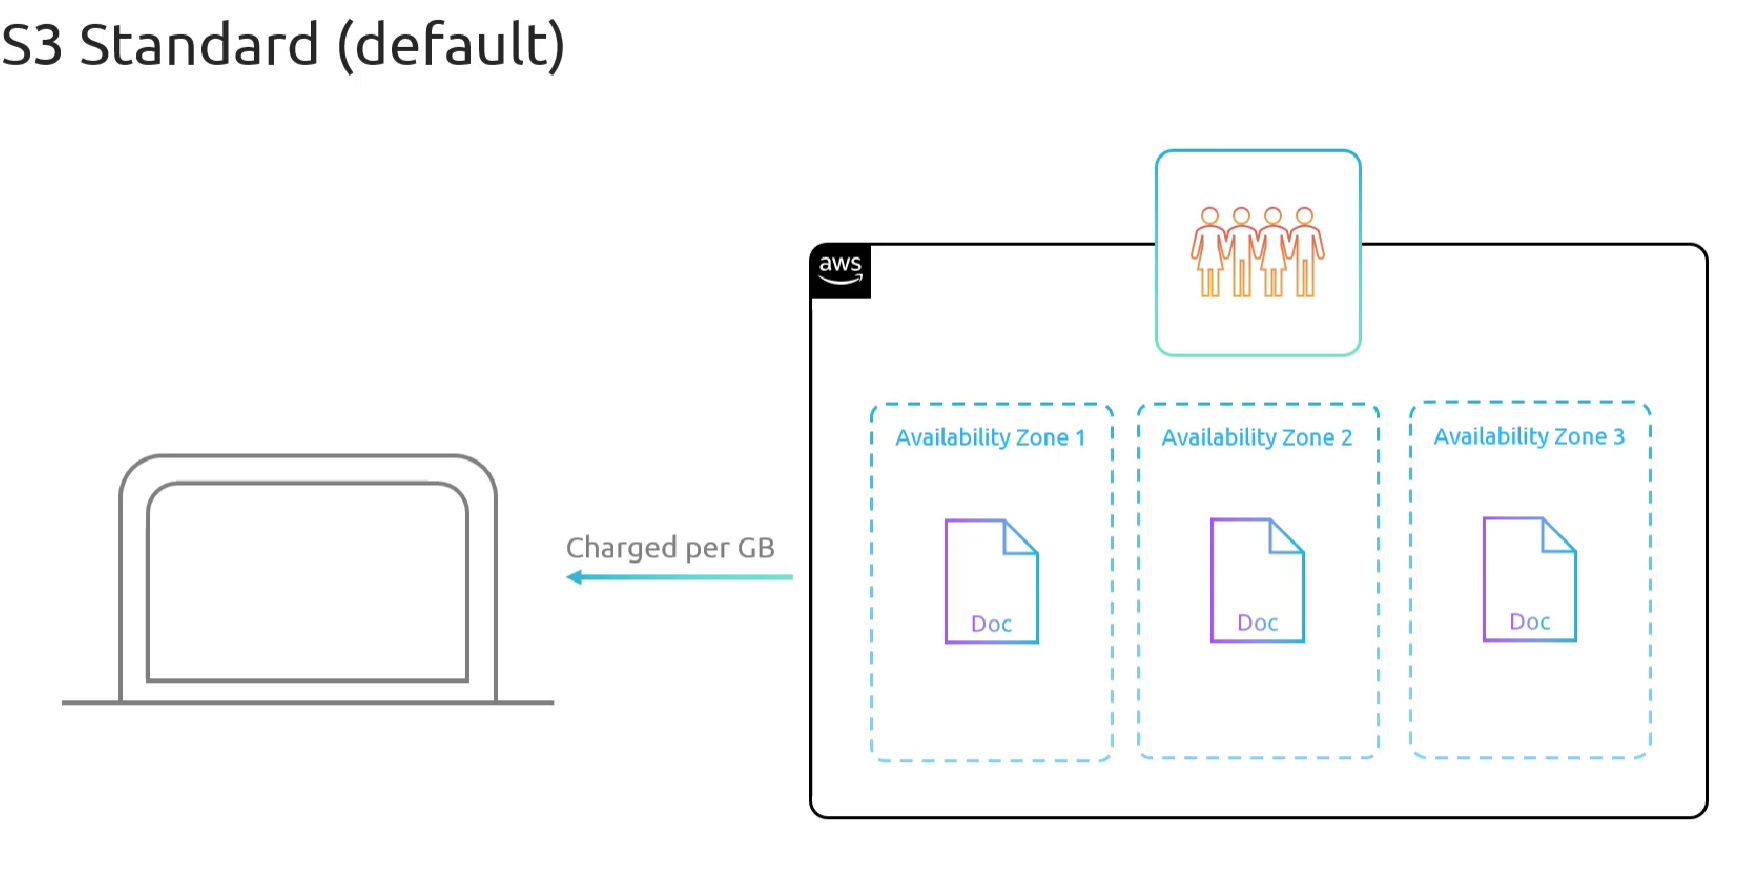 S3 Standard (default)
aws
Availability Zone 1
Availability Zone 2
Availability Zone 3
Charged per GB
Doc
Doc
Doc